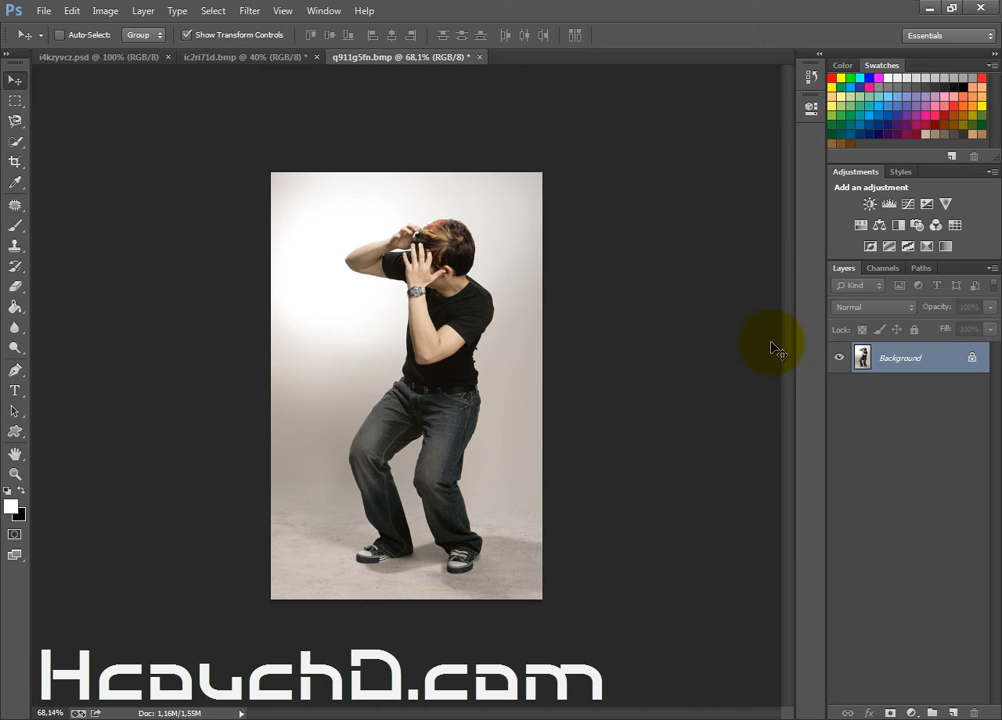 Ps File Edit Image Layer Type Select Filter View Window Help
Auto-Select: Group Show Transform Controls Essentials
i4kzyvcz.psd @ 100% (RGB/8) × ic2ri71d.bmp @ 40% (RGB/8) * × q911g5fn.bmp @ 68,1% (RGB/8) * ×
Color Swatches
Adjustments Styles
Add an adjustment
Layers Channels Paths
Kind
Normal Opacity: 100%
Lock: Fill: 100%
Background
HcouchD.com
68,14% Doc: 1,16M/1,55M